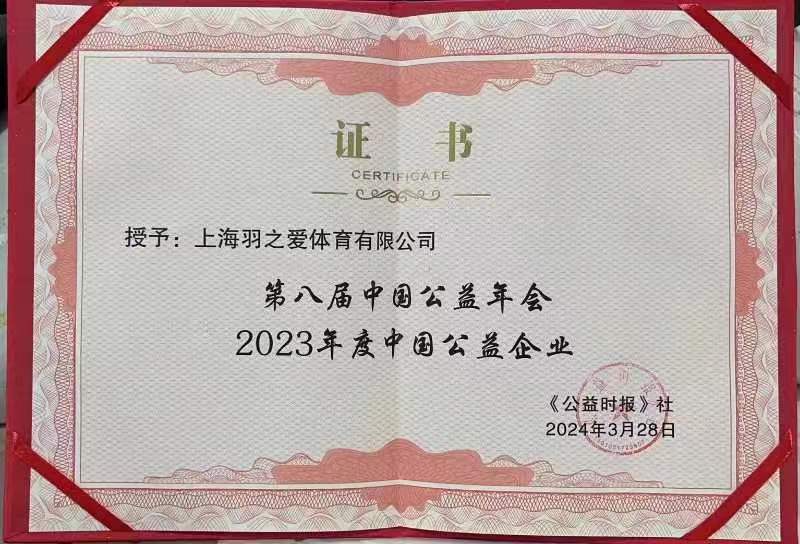 证 书
CERTIFICATE
授予：上海羽之爱体育有限公司
第八届中国公益年会
2023年度中国公益企业
《公益时报》社
2024年3月28日